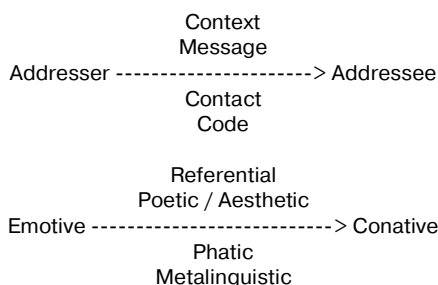 Context
Message
Addresser -----------------------> Addressee
Contact
Code
Referential
Poetic / Aesthetic
Emotive ----------------------------> Conative
Phatic
Metalinguistic